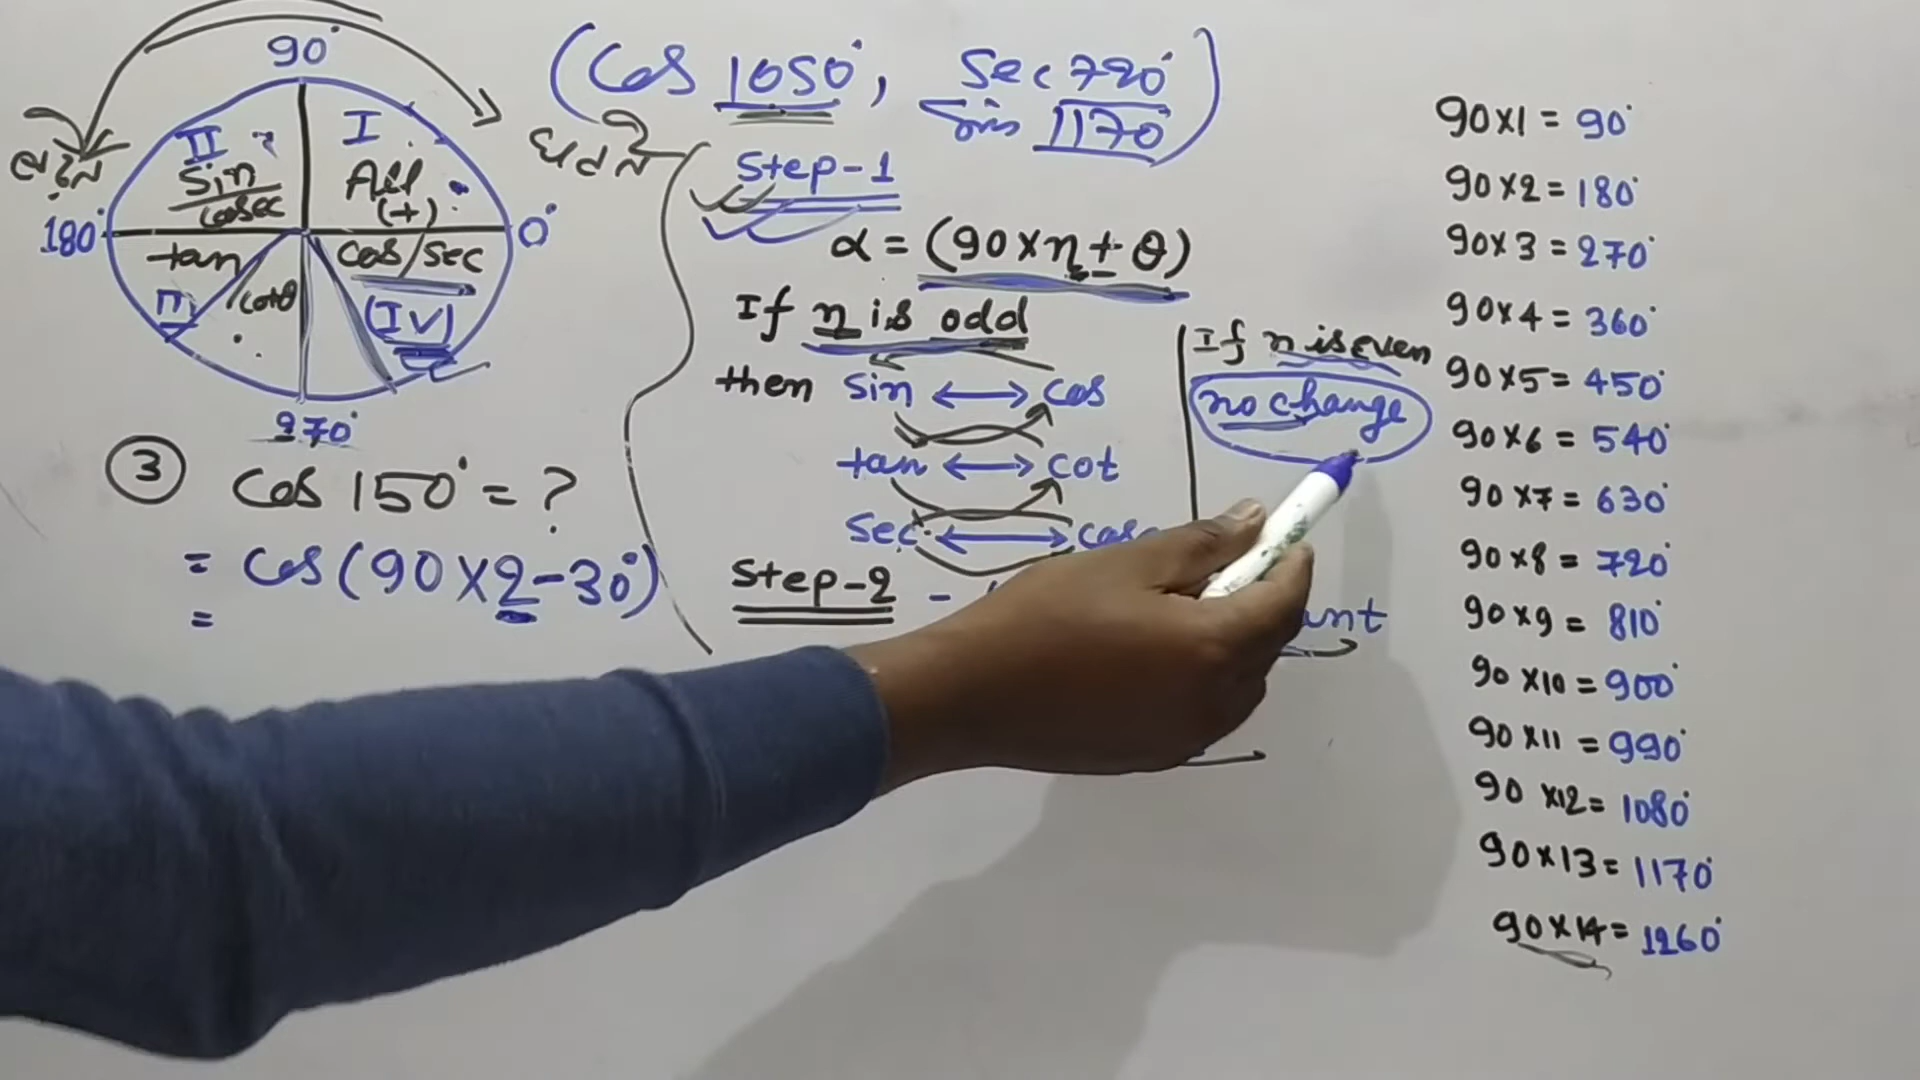 90°
180°
0°
270°
II
I
Sin
cosec
All
(+)
tan
cotθ
III
cos/sec
(IV)
(Cos 1050°, Sec 720°
Sin 1170°)
Step-1
α = (90×n ± θ)
If n is odd
then sin ↔ cos
tan ↔ cot
sec ↔ cosec
If n is even
no change
Step-2 -
③ Cos 150° = ?
= Cos(90×2-30°)
=
90×1 = 90°
90×2 = 180°
90×3 = 270°
90×4 = 360°
90×5 = 450°
90×6 = 540°
90×7 = 630°
90×8 = 720°
90×9 = 810°
90×10 = 900°
90×11 = 990°
90×12 = 1080°
90×13 = 1170°
90×14 = 1260°